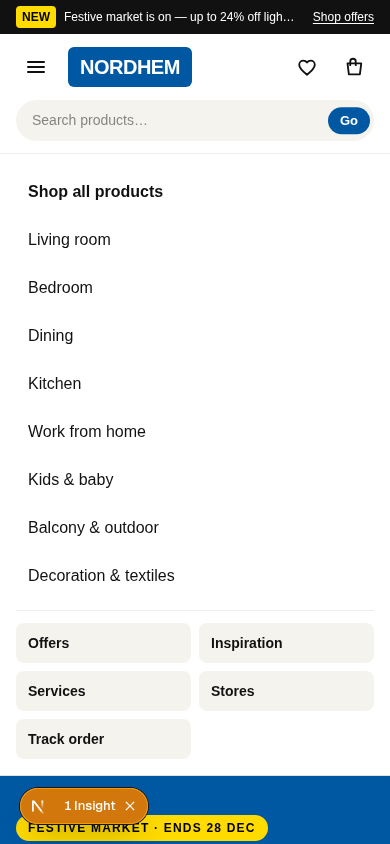 NEW Festive market is on — up to 24% off ligh… Shop offers
NORDHEM
Search products… Go
Shop all products
Living room
Bedroom
Dining
Kitchen
Work from home
Kids & baby
Balcony & outdoor
Decoration & textiles
Offers Inspiration
Services Stores
Track order
N 1 Insight
FESTIVE MARKET · ENDS 28 DEC